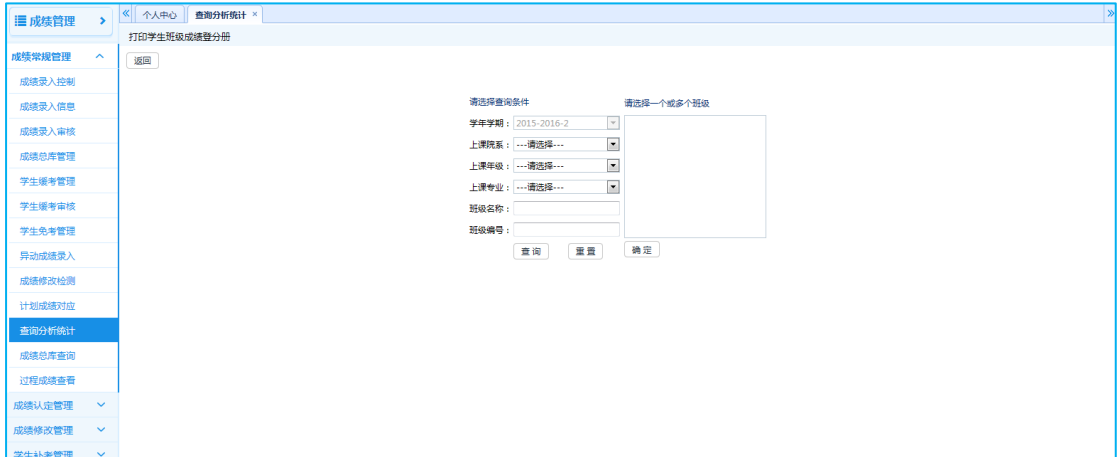 成绩管理
个人中心
查询分析统计 ×
打印学生班级成绩登分册
返回
成绩常规管理
成绩录入控制
成绩录入信息
成绩录入审核
成绩总库管理
学生缓考管理
学生缓考审核
学生免考管理
异动成绩录入
成绩修改检测
计划成绩对应
查询分析统计
成绩总库查询
过程成绩查看
成绩认定管理
成绩修改管理
学生补考管理
请选择查询条件
学年学期：2015-2016-2
上课院系：---请选择---
上课年级：---请选择---
上课专业：---请选择---
班级名称：
班级编号：
查 询
重 置
请选择一个或多个班级
确 定